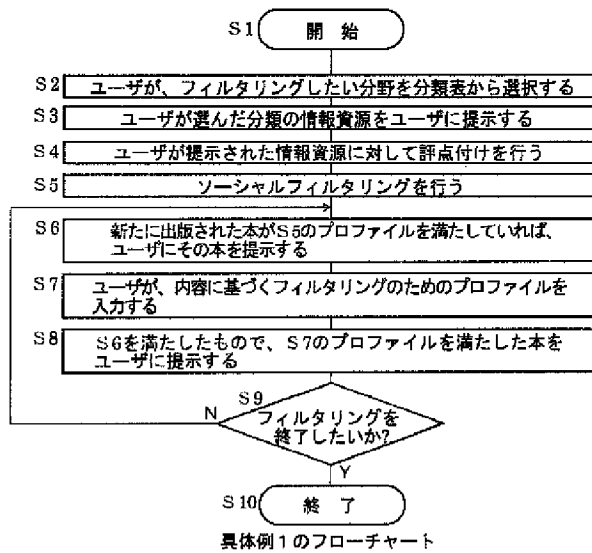 S1 開 始
S2 ユーザが、フィルタリングしたい分野を分類表から選択する
S3 ユーザが選んだ分類の情報資源をユーザに提示する
S4 ユーザが提示された情報資源に対して評点付けを行う
S5 ソーシャルフィルタリングを行う
S6 新たに出版された本がS5のプロファイルを満たしていれば、
ユーザにその本を提示する
S7 ユーザが、内容に基づくフィルタリングのためのプロファイルを
入力する
S8 S6を満たしたもので、S7のプロファイルを満たした本を
ユーザに提示する
S9
N フィルタリングを
終了したいか?
Y
S10 終 了
具体例1のフローチャート